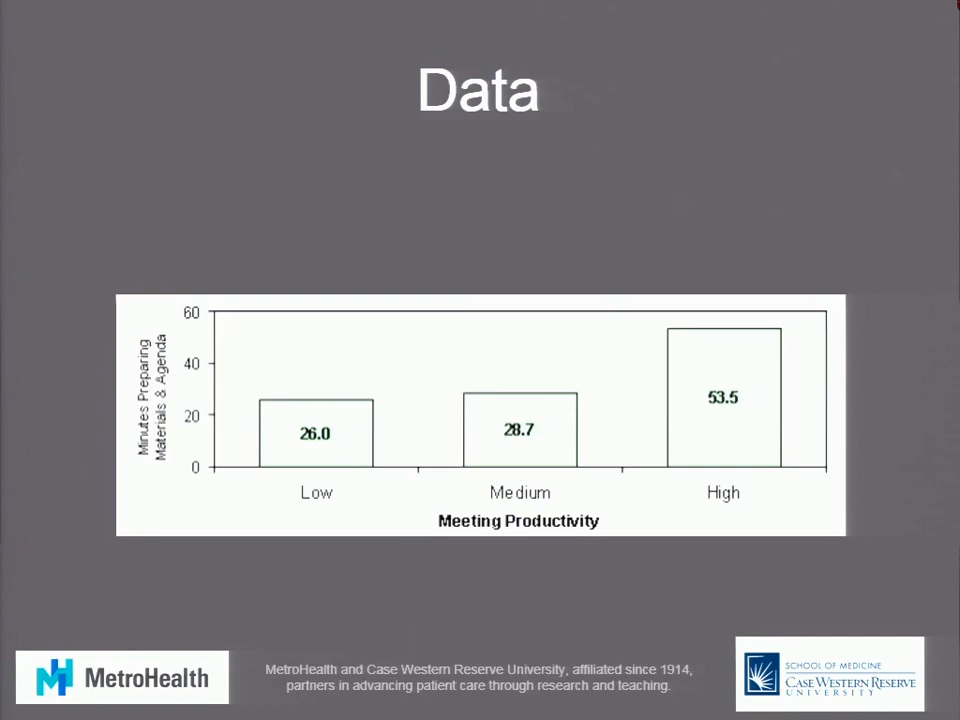 Data
60
40
20
0
Minutes Preparing
Materials & Agenda
26.0
28.7
53.5
Low Medium High
Meeting Productivity
MetroHealth
MetroHealth and Case Western Reserve University, affiliated since 1914,
partners in advancing patient care through research and teaching.
SCHOOL OF MEDICINE
CASE WESTERN RESERVE
UNIVERSITY